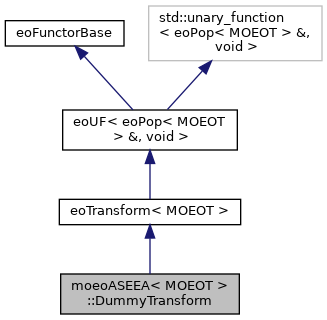 eoFunctorBase
std::unary_function
< eoPop< MOEOT > &,
void >
eoUF< eoPop< MOEOT
> &, void >
eoTransform< MOEOT >
moeoASEEA< MOEOT >
::DummyTransform